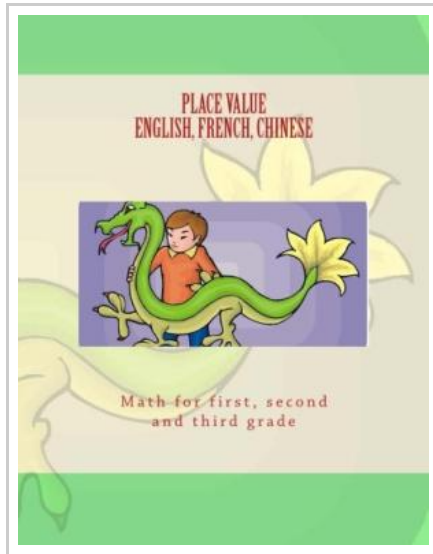 PLACE VALUE
ENGLISH, FRENCH, CHINESE
Math for first, second
and third grade